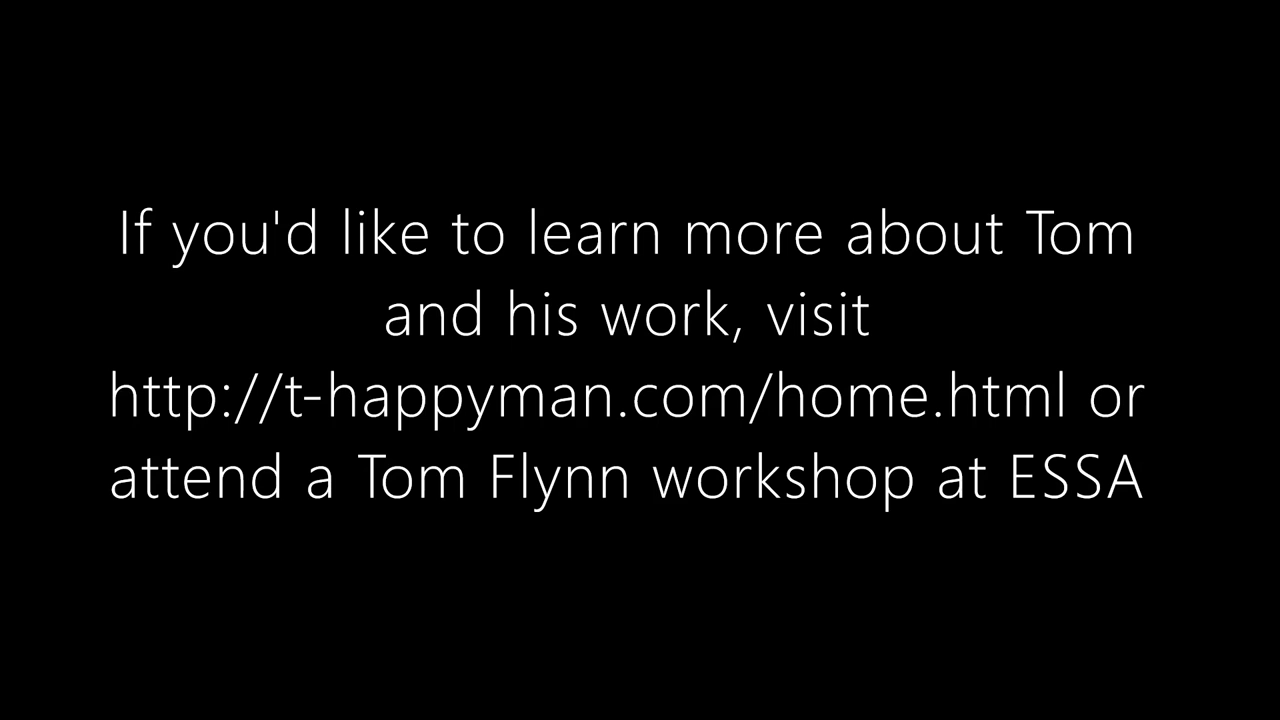 If you'd like to learn more about Tom
and his work, visit
http://t-happyman.com/home.html or
attend a Tom Flynn workshop at ESSA